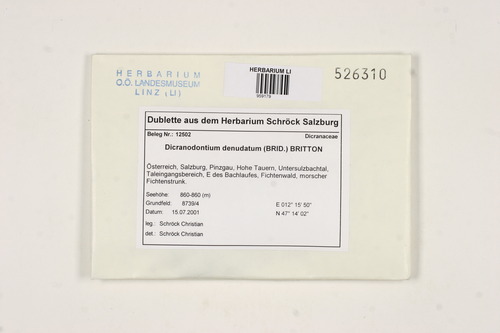 HERBARIUM
O.Ö. LANDESMUSEUM
LINZ (LI)
HERBARIUM LI
526310
Dublette aus dem Herbarium Schröck Salzburg
Beleg Nr.: 12502 Dicranaceae
Dicranodontium denudatum (BRID.) BRITTON
Österreich, Salzburg, Pinzgau, Hohe Tauern, Untersulzbachtal,
Taleingangsbereich, E des Bachlaufes, Fichtenwald, morscher
Fichtenstrunk.
Seehöhe: 860-860 (m)
Grundfeld: 8739/4 E 012° 15' 50''
Datum: 15.07.2001 N 47° 14' 02''
leg.: Schröck Christian
det.: Schröck Christian